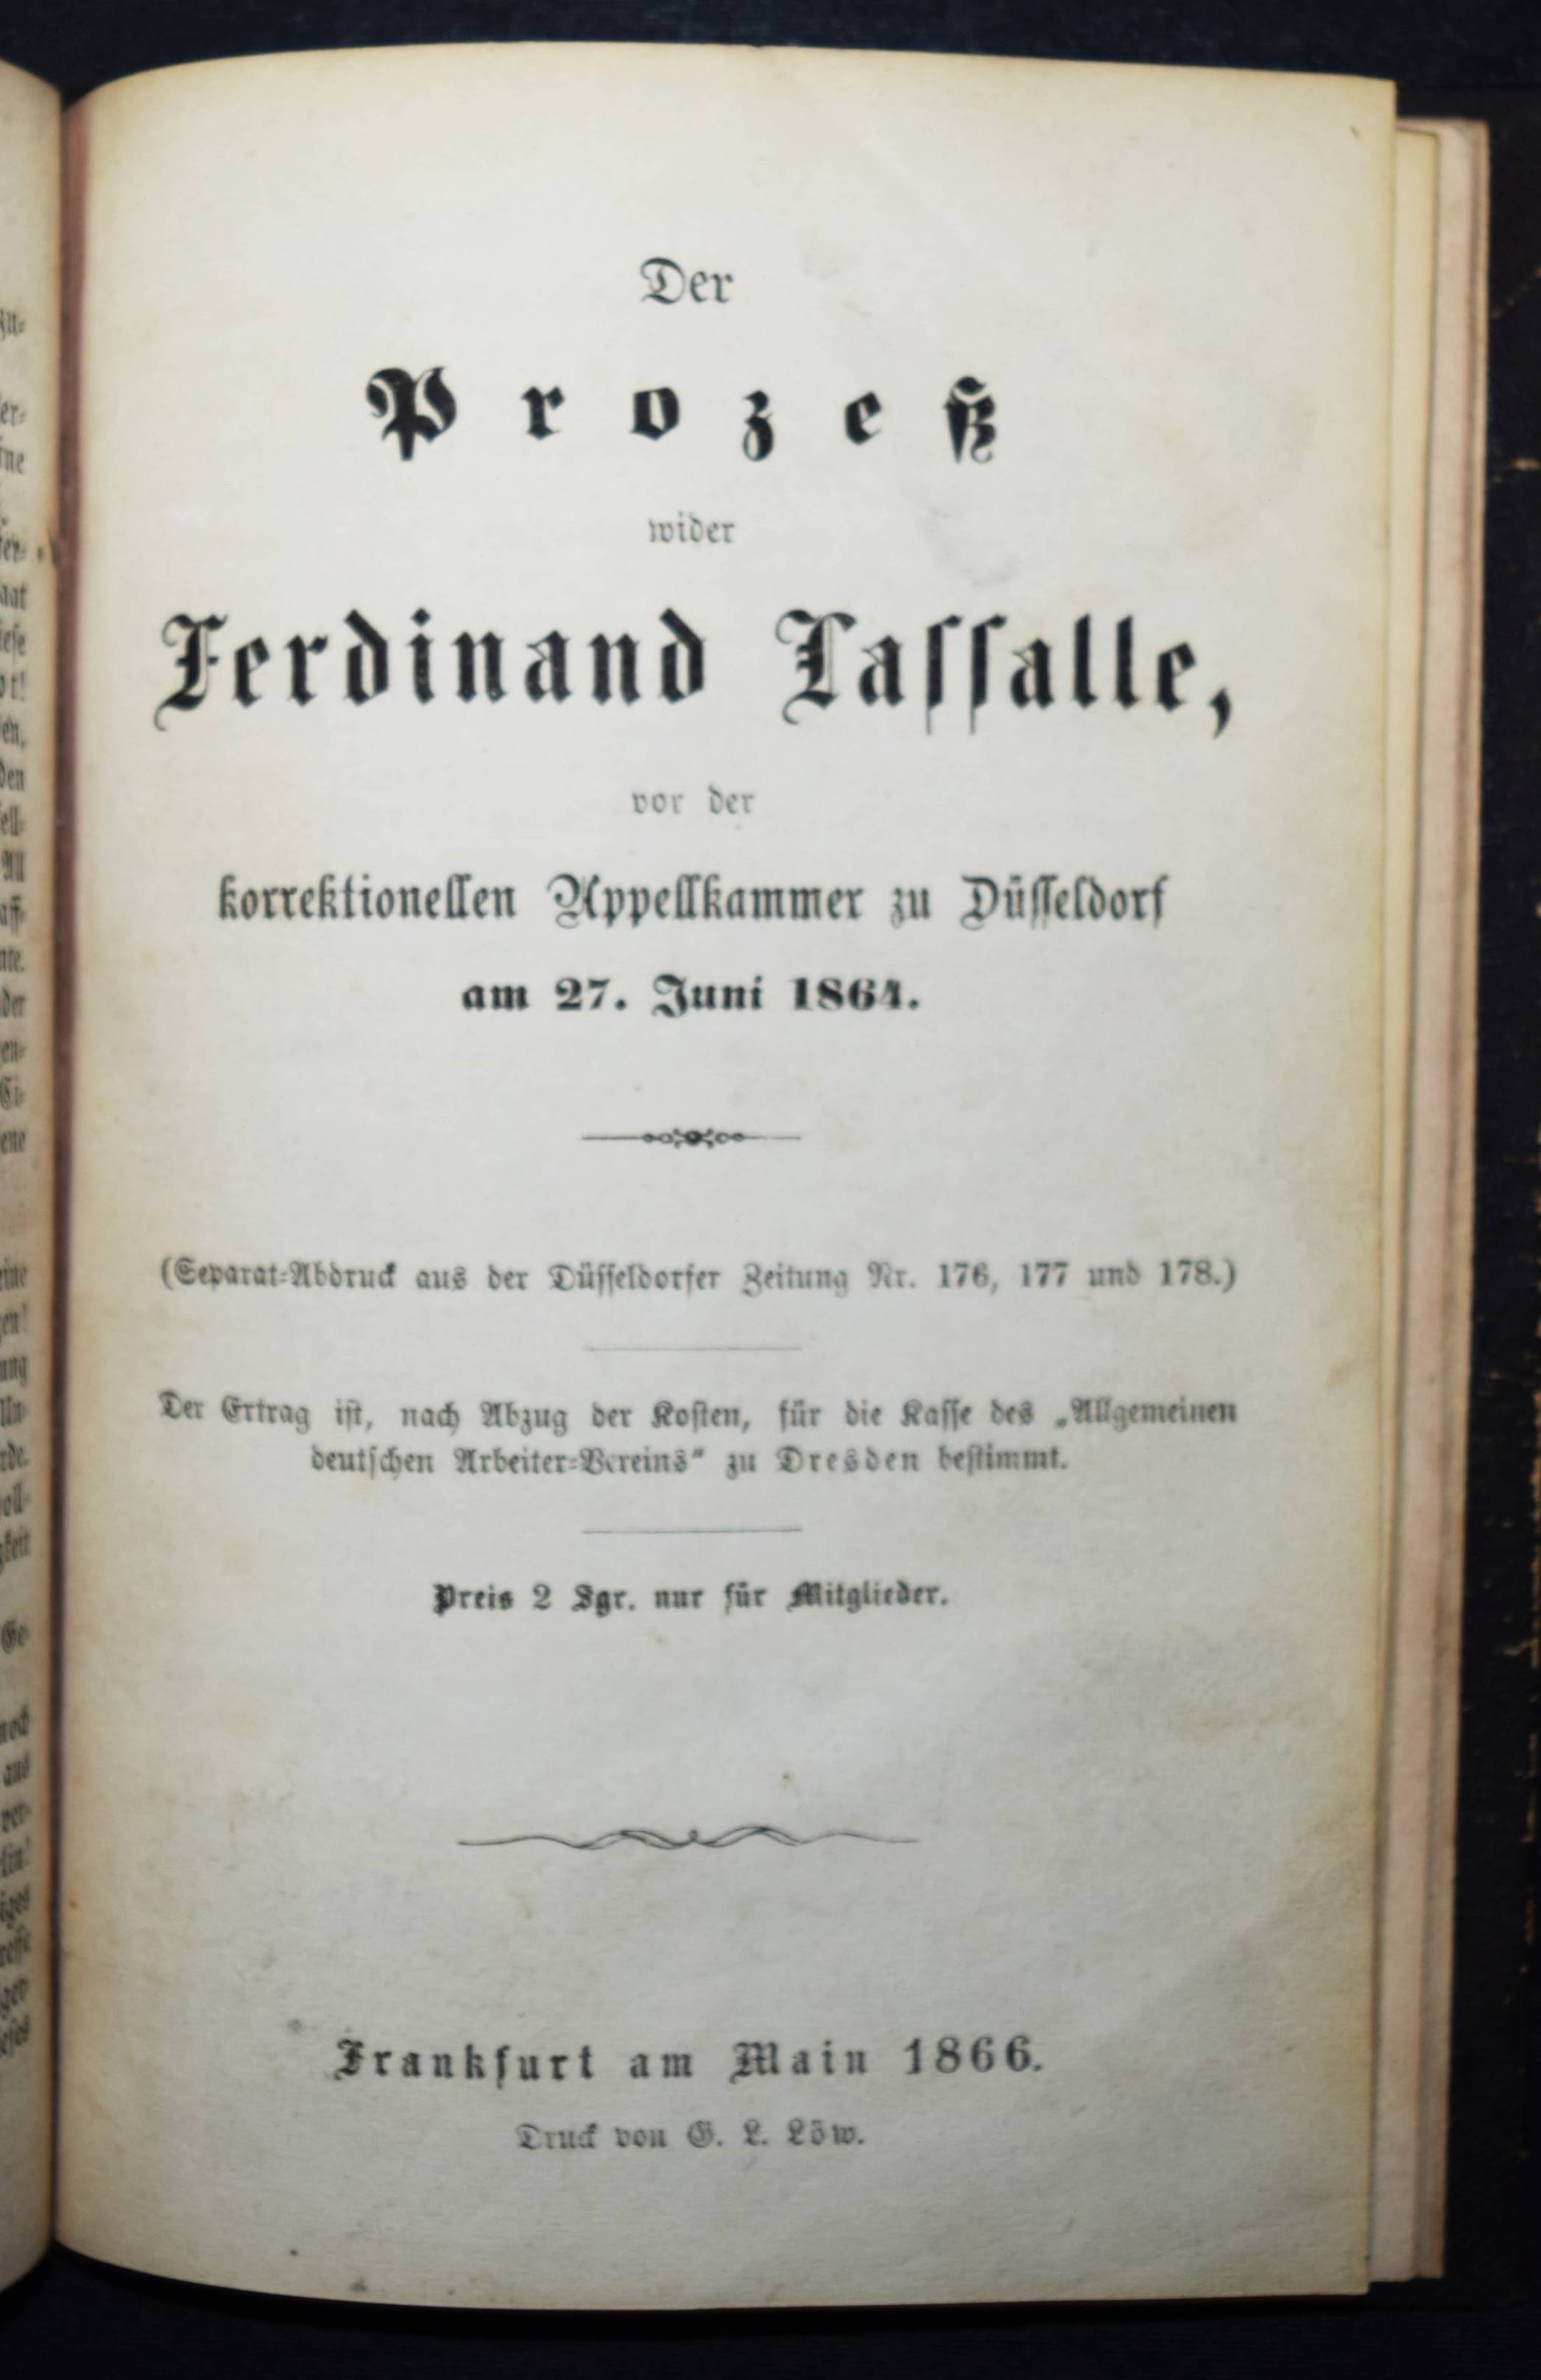 Der
Prozeß
wider
Ferdinand Laſſalle,
vor der
korrektionellen Appellkammer zu Düſſeldorf
am 27. Juni 1864.
(Separat=Abdruck aus der Düſſeldorfer Zeitung Nr. 176, 177 und 178.)
Der Ertrag iſt, nach Abzug der Koſten, für die Kaſſe des „Allgemeinen
deutſchen Arbeiter=Vereins“ zu Dresden beſtimmt.
Preis 2 Sgr. nur für Mitglieder.
Frankfurt am Main 1866.
Druck von G. L. Löw.